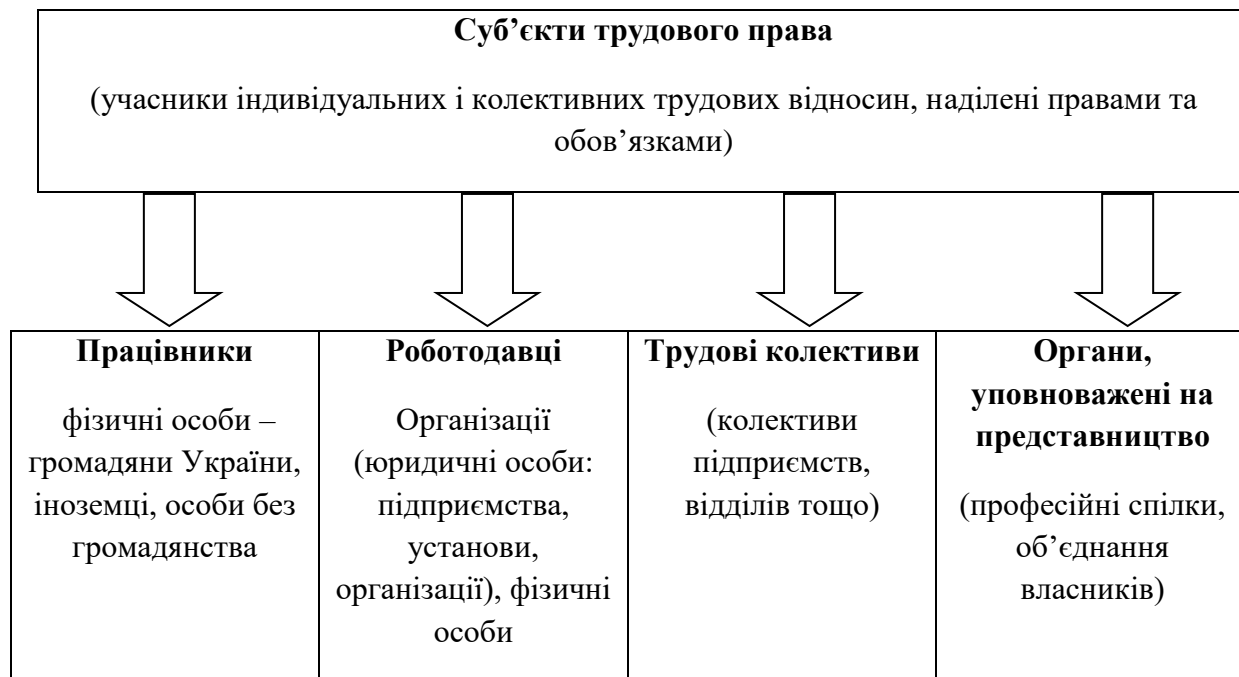 Суб’єкти трудового права
(учасники індивідуальних і колективних трудових відносин, наділені правами та
обов’язками)
Працівники
фізичні особи –
громадяни України,
іноземці, особи без
громадянства
Роботодавці
Організації
(юридичні особи:
підприємства,
установи,
організації), фізичні
особи
Трудові колективи
(колективи
підприємств,
відділів тощо)
Органи,
уповноважені на
представництво
(професійні спілки,
об’єднання
власників)